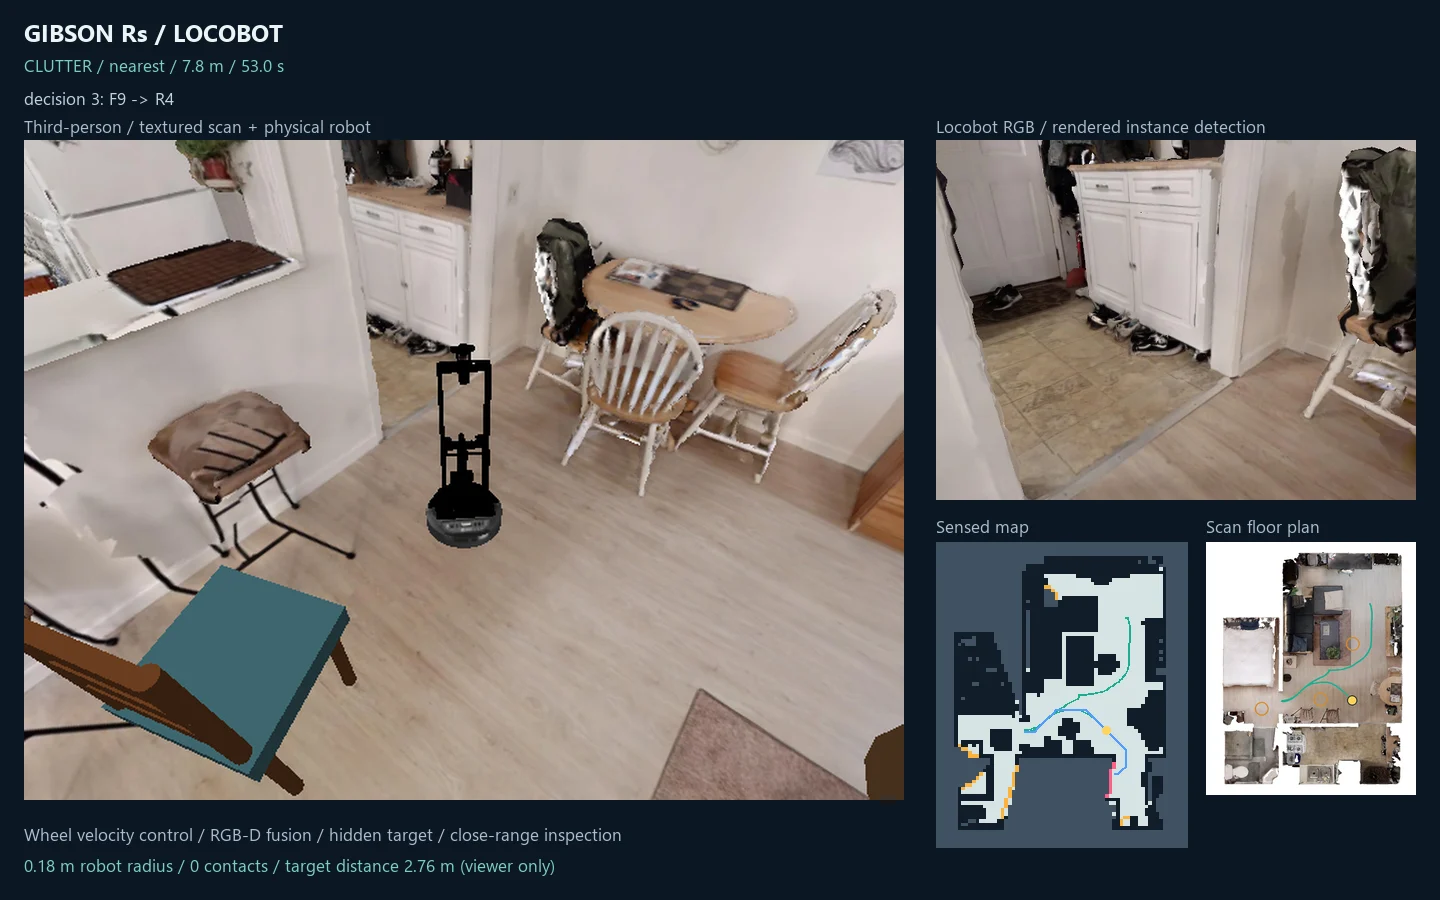 GIBSON Rs / LOCOBOT
CLUTTER / nearest / 7.8 m / 53.0 s
decision 3: F9 -> R4
Third-person / textured scan + physical robot
Locobot RGB / rendered instance detection
Sensed map
Scan floor plan
Wheel velocity control / RGB-D fusion / hidden target / close-range inspection
0.18 m robot radius / 0 contacts / target distance 2.76 m (viewer only)